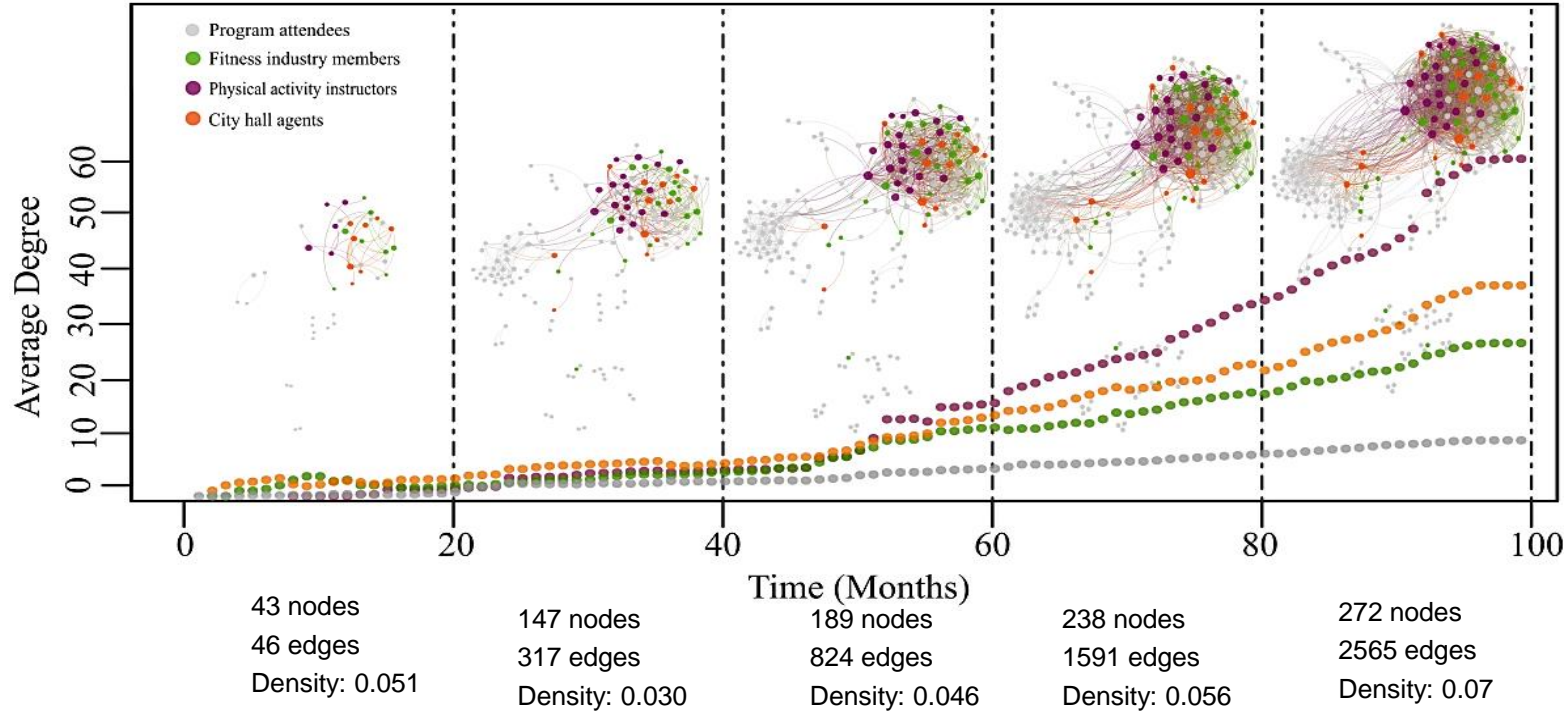 Program attendees
Fitness industry members
Physical activity instructors
City hall agents
Average Degree
60
50
40
30
20
10
0
0
20
40
60
80
100
Time (Months)
43 nodes
46 edges
Density: 0.051
147 nodes
317 edges
Density: 0.030
189 nodes
824 edges
Density: 0.046
238 nodes
1591 edges
Density: 0.056
272 nodes
2565 edges
Density: 0.07